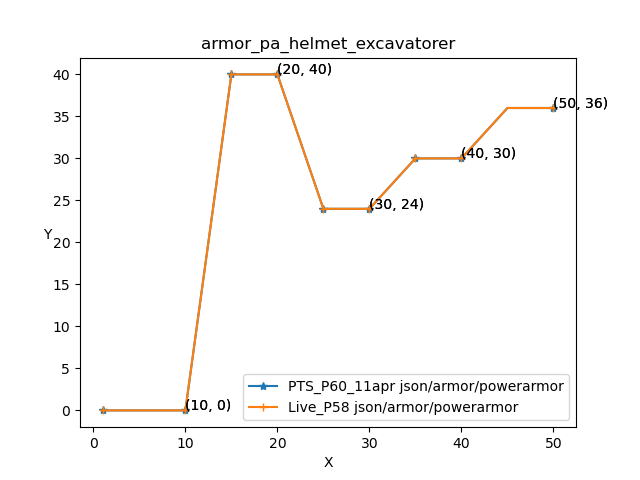 armor_pa_helmet_excavatorer
40
35
30
25
20
15
10
5
0
Y
(20, 40)
(50, 36)
(40, 30)
(30, 24)
(10, 0)
PTS_P60_11apr json/armor/powerarmor
Live_P58 json/armor/powerarmor
0 10 20 30 40 50
X